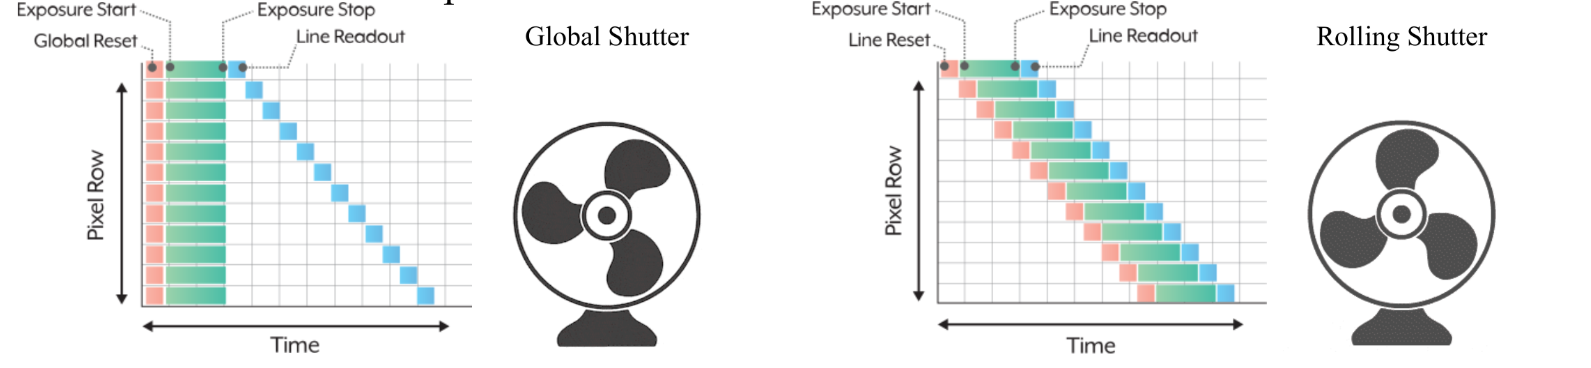 Exposure Start
Exposure Stop
Global Reset
Line Readout
Global Shutter
Pixel Row
Time
Exposure Start
Exposure Stop
Line Reset
Line Readout
Rolling Shutter
Pixel Row
Time